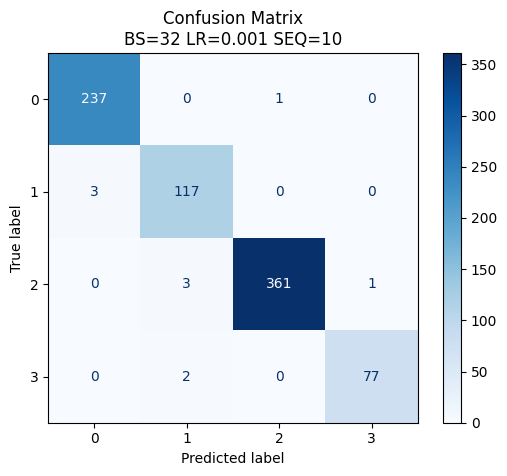 Confusion Matrix
BS=32 LR=0.001 SEQ=10
0 237 0 1 0
1 3 117 0 0
2 0 3 361 1
3 0 2 0 77
0 1 2 3
Predicted label
True label
350
300
250
200
150
100
50
0